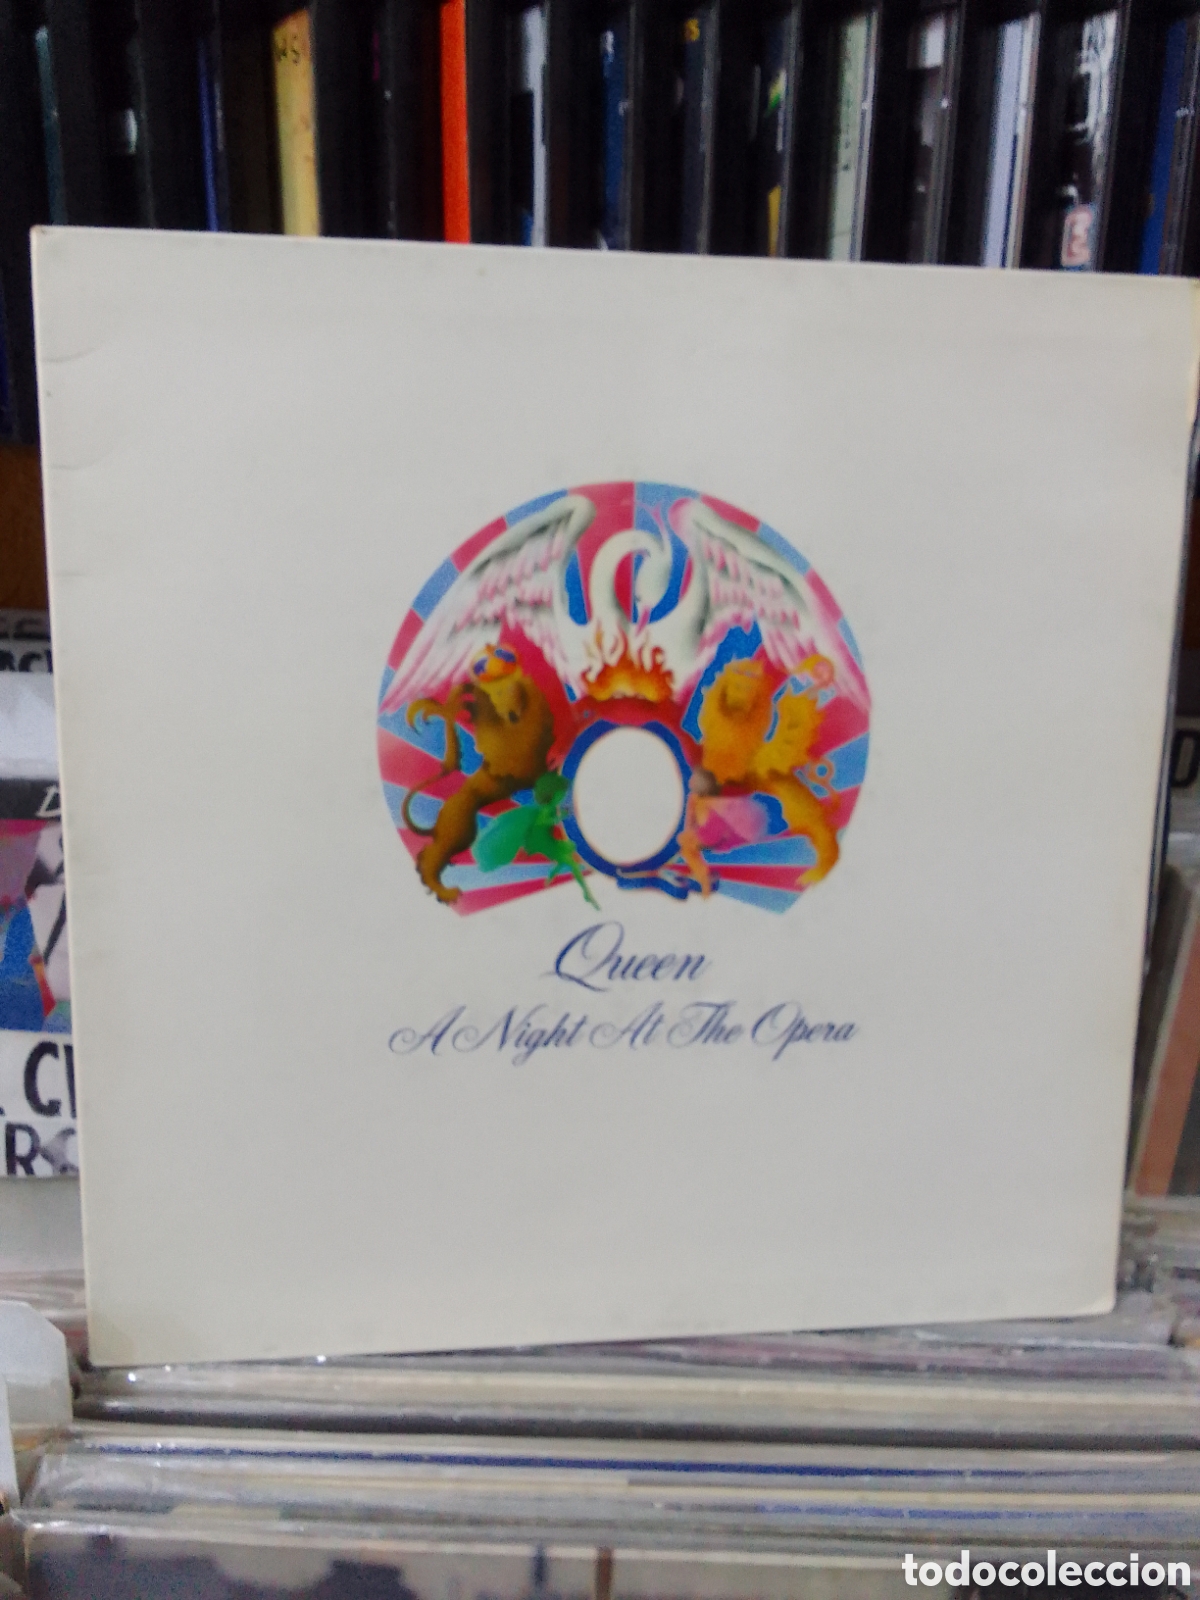 Queen
A Night At The Opera
todocoleccion